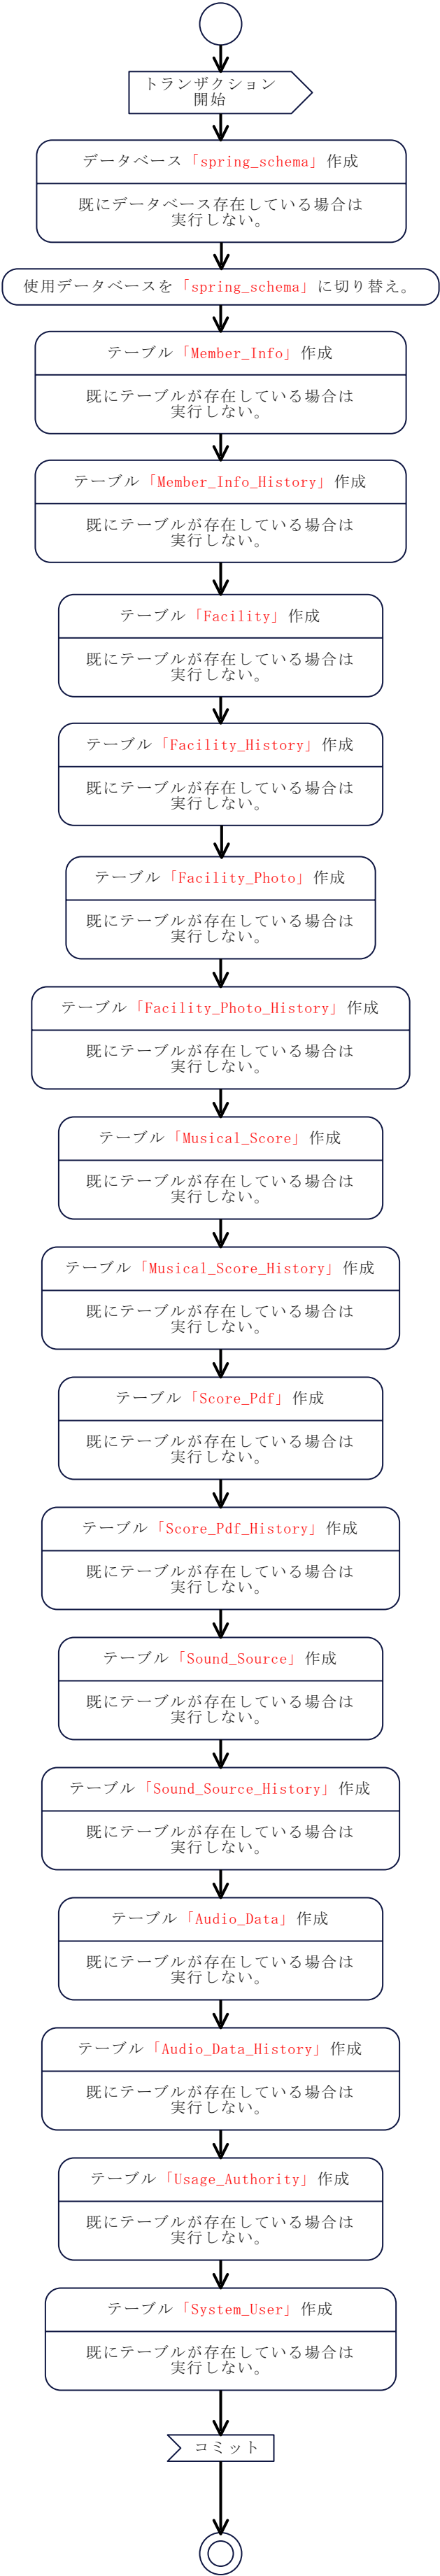 トランザクション
開始
データベース「spring_schema」作成
既にデータベース存在している場合は
実行しない。
使用データベースを「spring_schema」に切り替え。
テーブル「Member_Info」作成
既にテーブルが存在している場合は
実行しない。
テーブル「Member_Info_History」作成
既にテーブルが存在している場合は
実行しない。
テーブル「Facility」作成
既にテーブルが存在している場合は
実行しない。
テーブル「Facility_History」作成
既にテーブルが存在している場合は
実行しない。
テーブル「Facility_Photo」作成
既にテーブルが存在している場合は
実行しない。
テーブル「Facility_Photo_History」作成
既にテーブルが存在している場合は
実行しない。
テーブル「Musical_Score」作成
既にテーブルが存在している場合は
実行しない。
テーブル「Musical_Score_History」作成
既にテーブルが存在している場合は
実行しない。
テーブル「Score_Pdf」作成
既にテーブルが存在している場合は
実行しない。
テーブル「Score_Pdf_History」作成
既にテーブルが存在している場合は
実行しない。
テーブル「Sound_Source」作成
既にテーブルが存在している場合は
実行しない。
テーブル「Sound_Source_History」作成
既にテーブルが存在している場合は
実行しない。
テーブル「Audio_Data」作成
既にテーブルが存在している場合は
実行しない。
テーブル「Audio_Data_History」作成
既にテーブルが存在している場合は
実行しない。
テーブル「Usage_Authority」作成
既にテーブルが存在している場合は
実行しない。
テーブル「System_User」作成
既にテーブルが存在している場合は
実行しない。
コミット